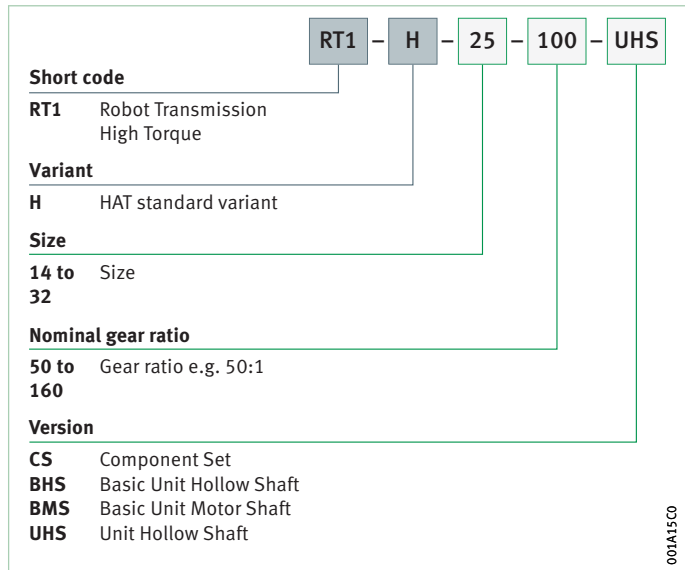 RT1 – H – 25 – 100 – UHS
Short code
RT1 Robot Transmission
High Torque
Variant
H HAT standard variant
Size
14 to Size
32
Nominal gear ratio
50 to Gear ratio e.g. 50:1
160
Version
CS Component Set
BHS Basic Unit Hollow Shaft
BMS Basic Unit Motor Shaft
UHS Unit Hollow Shaft
001A15C0